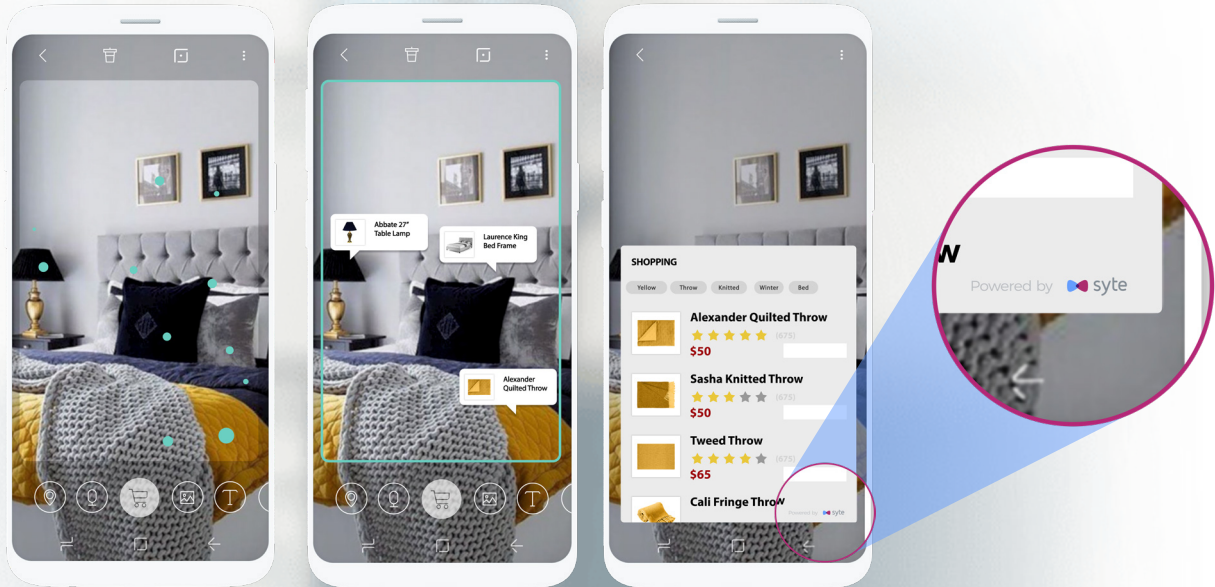 Abbate 27"
Table Lamp
Laurence King
Bed Frame
Alexander
Quilted Throw
T
T
SHOPPING
Yellow Throw Knitted Winter Bed
Alexander Quilted Throw
(675)
$50
Sasha Knitted Throw
(675)
$50
Tweed Throw
(675)
$65
Cali Fringe Throw
Powered by syte
w
Powered by syte